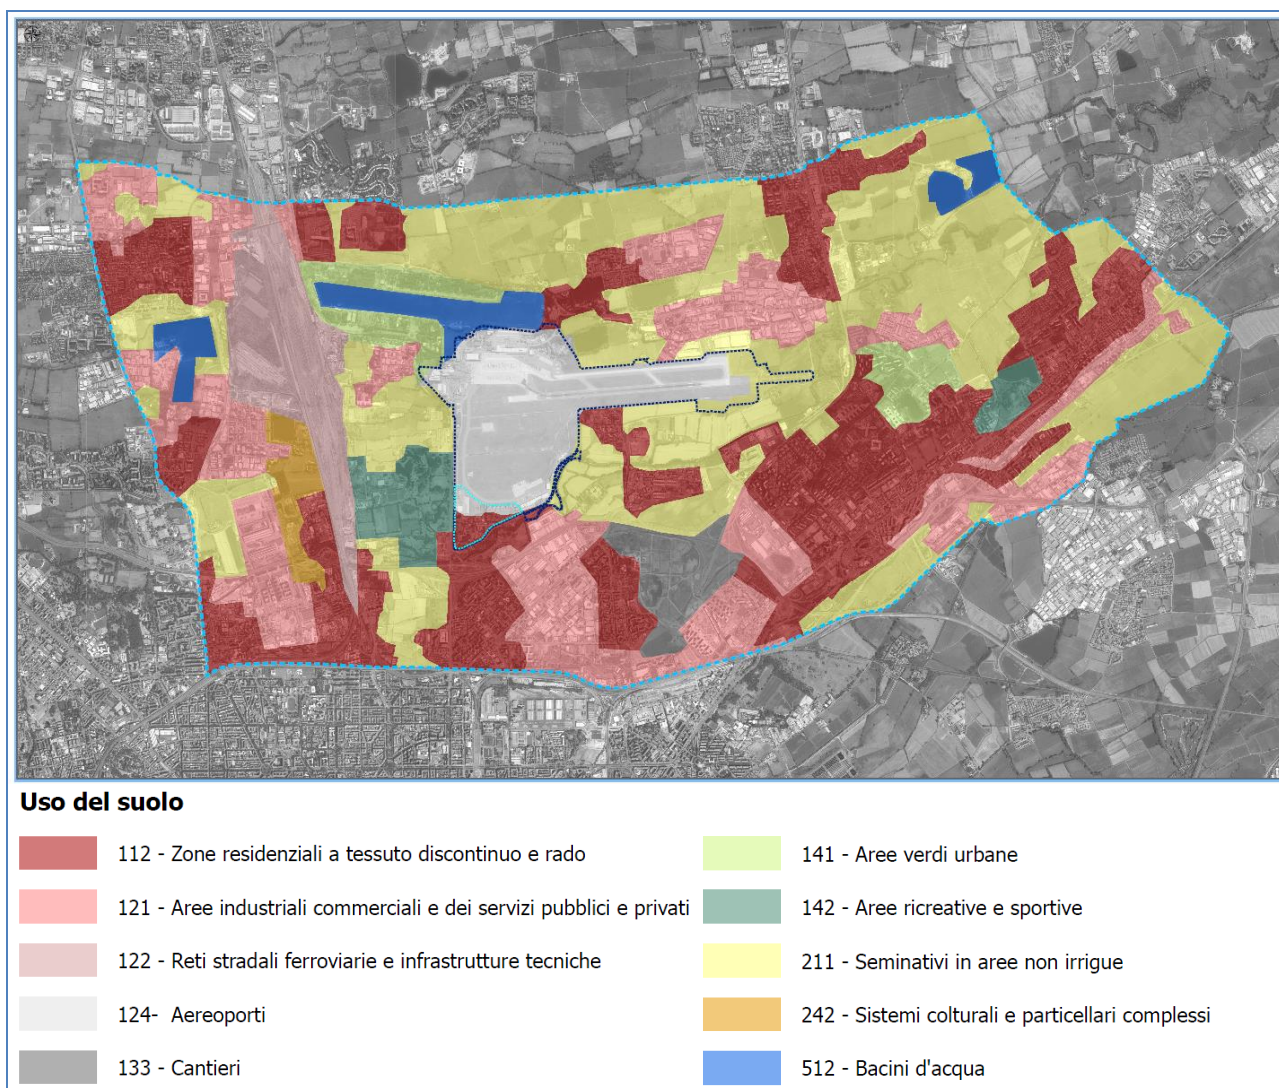 Uso del suolo
112 - Zone residenziali a tessuto discontinuo e rado
121 - Aree industriali commerciali e dei servizi pubblici e privati
122 - Reti stradali ferroviarie e infrastrutture tecniche
124- Aereoporti
133 - Cantieri
141 - Aree verdi urbane
142 - Aree ricreative e sportive
211 - Seminativi in aree non irrigue
242 - Sistemi colturali e particellari complessi
512 - Bacini d'acqua